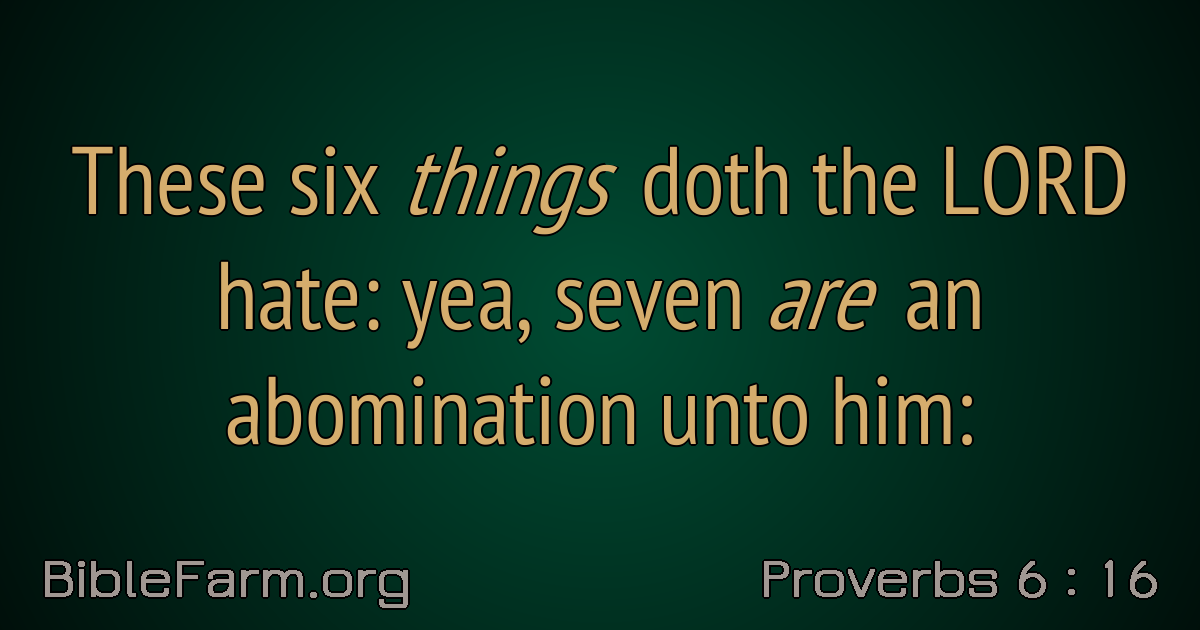 These six things doth the LORD
hate: yea, seven are an
abomination unto him:
BibleFarm.org
Proverbs 6 : 16